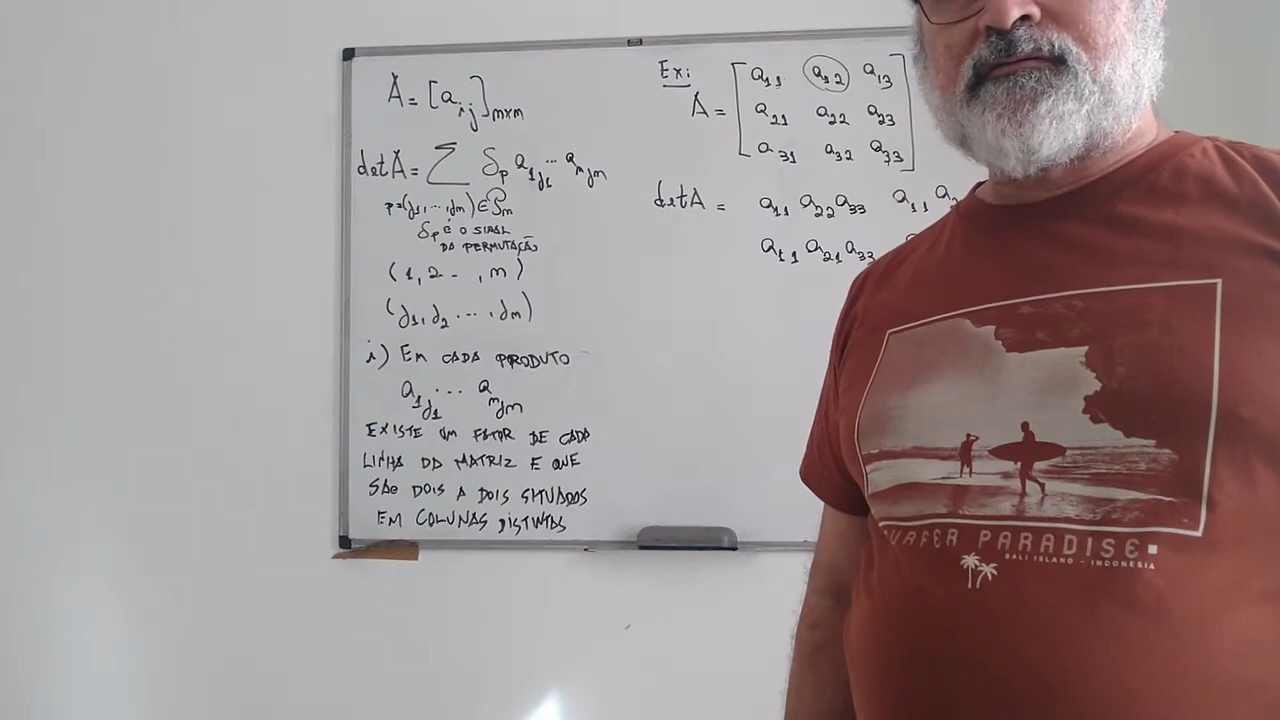 A = [a_ij]_mxm
det A = Σ δ_p a_1j1 ... a_mjm
p=(j1, ..., jm) ∈ P_m
δ_p É O SINAL
DA PERMUTAÇÃO
(1, 2 .. , m)
(j1, j2 ... , jm)
i) EM CADA PRODUTO
a_1j1 ... a_mjm
EXISTE UM FATOR DE CADA
LINHA DA MATRIZ E QUE
SÃO DOIS A DOIS SITUADOS
EM COLUNAS DISTINTAS
Ex:
A = [a11 a12 a13
a21 a22 a23
a31 a32 a33]
det A = a11 a22 a33 a11 a2
a11 a21 a33
SURFER PARADISE
BALI ISLAND - INDONESIA